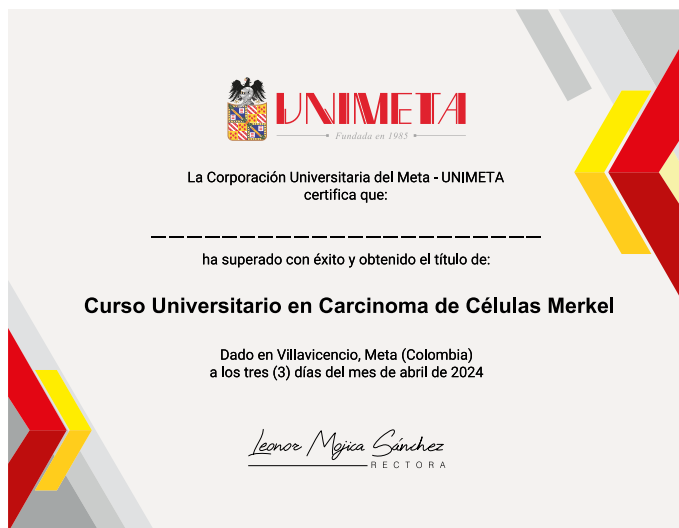 UNIMETA
Fundada en 1985
La Corporación Universitaria del Meta - UNIMETA
certifica que:
ha superado con éxito y obtenido el título de:
Curso Universitario en Carcinoma de Células Merkel
Dado en Villavicencio, Meta (Colombia)
a los tres (3) días del mes de abril de 2024
Leonor Mojica Sánchez
RECTORA